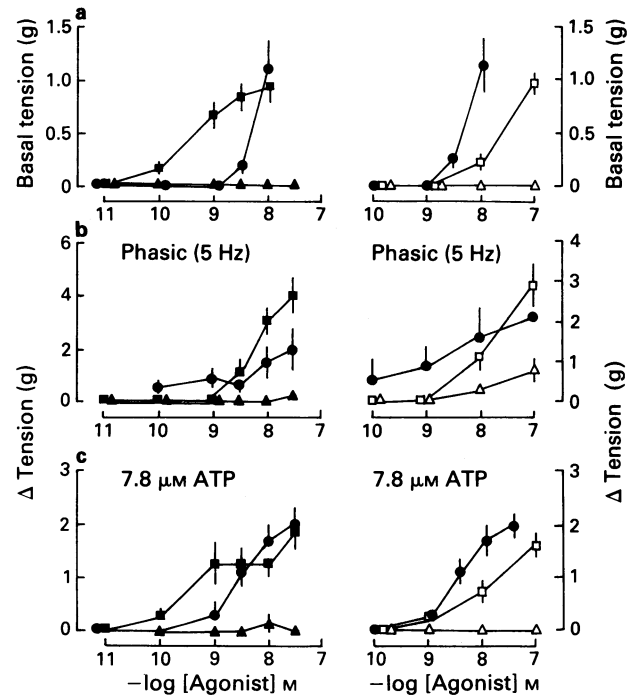 a
Basal tension (g)
1.5
1.0
0.5
0
11 10 9 8 7
1.5
1.0
0.5
0
10 9 8 7
Basal tension (g)
b
Phasic (5 Hz)
6
4
2
0
11 10 9 8 7
Phasic (5 Hz)
4
3
2
1
0
10 9 8 7
Δ Tension (g)
Δ Tension (g)
c
7.8 μM ATP
3
2
1
0
11 10 9 8 7
−log [Agonist] M
7.8 μM ATP
3
2
1
0
10 9 8 7
−log [Agonist] M